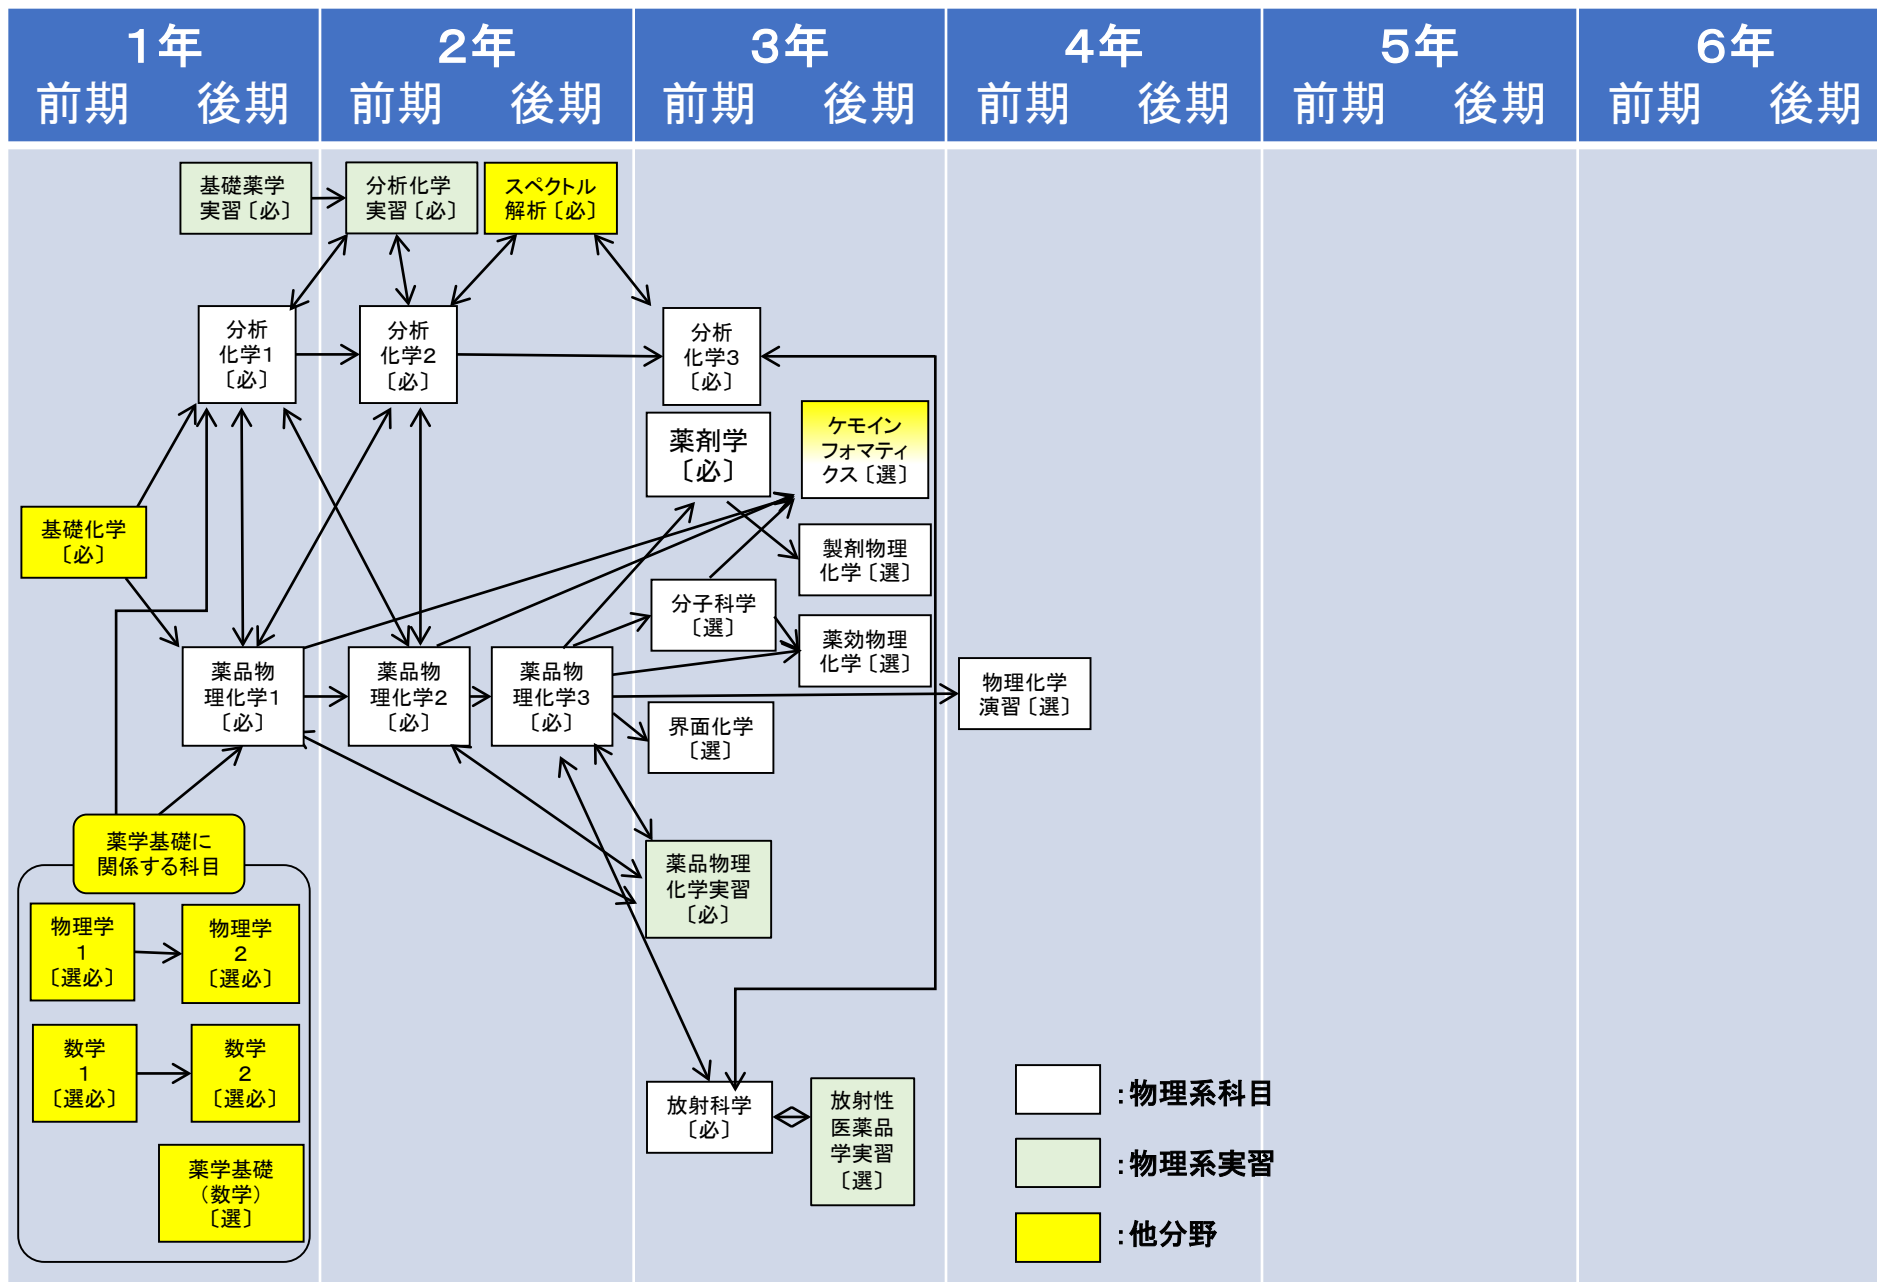 1年
2年
3年
4年
5年
6年
前期 後期
前期 後期
前期 後期
前期 後期
前期 後期
前期 後期
基礎薬学
実習〔必〕
分析化学
実習〔必〕
スペクトル
解析〔必〕
分析
化学1
〔必〕
分析
化学2
〔必〕
分析
化学3
〔必〕
薬剤学
〔必〕
ケモイン
フォマティ
クス〔選〕
基礎化学
〔必〕
製剤物理
化学〔選〕
分子科学
〔選〕
薬効物理
化学〔選〕
薬品物
理化学1
〔必〕
薬品物
理化学2
〔必〕
薬品物
理化学3
〔必〕
物理化学
演習〔選〕
界面化学
〔選〕
薬学基礎に
関係する科目
薬品物理
化学実習
〔必〕
物理学
1
〔選必〕
物理学
2
〔選必〕
数学
1
〔選必〕
数学
2
〔選必〕
薬学基礎
（数学）
〔選〕
放射科学
〔必〕
放射性
医薬品
学実習
〔選〕
：物理系科目
：物理系実習
：他分野